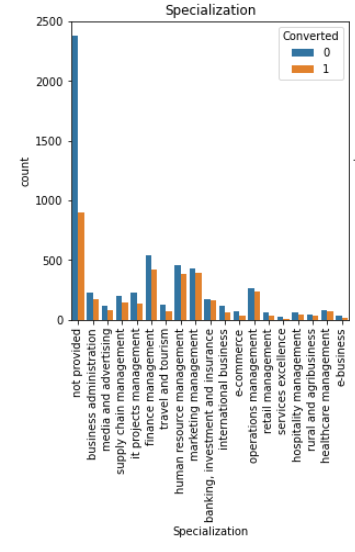 Specialization
2500
2000
1500
1000
500
0
count
Converted
0
1
not provided
business administration
media and advertising
supply chain management
it projects management
finance management
travel and tourism
human resource management
marketing management
banking, investment and insurance
international business
e-commerce
operations management
retail management
services excellence
hospitality management
rural and agribusiness
healthcare management
e-business
Specialization